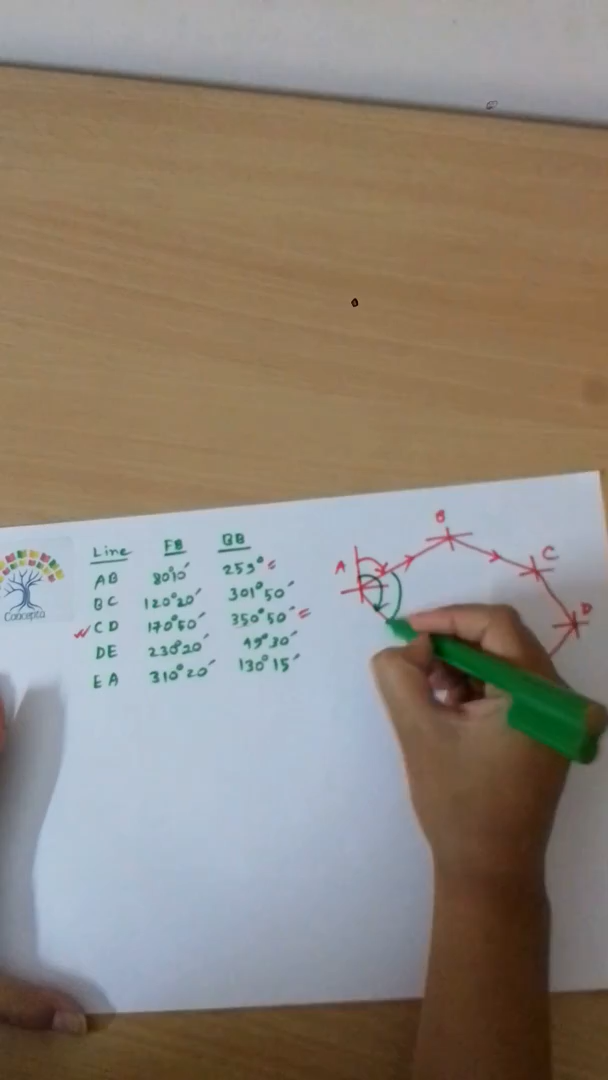 Line FB BB
AB 80°10´ 259°
BC 120°20´ 301°50´
CD 170°50´ 350°50´
DE 230°20´ 49°30´
EA 310°20´ 130°15´
A
B
C
D
Concepta